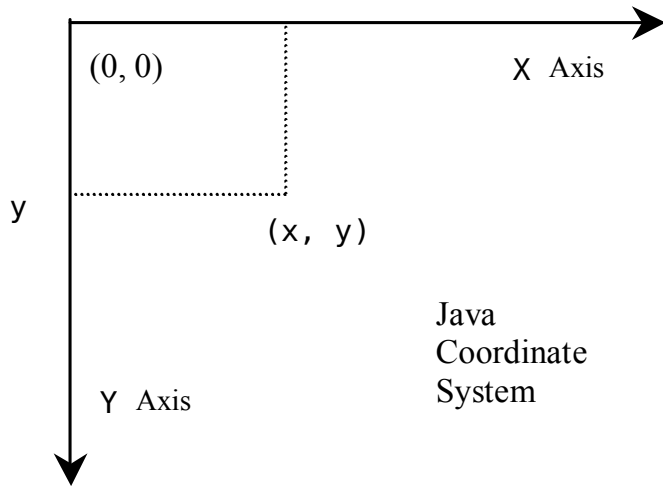 (0, 0)
X Axis
y
(x, y)
Java
Coordinate
System
Y Axis